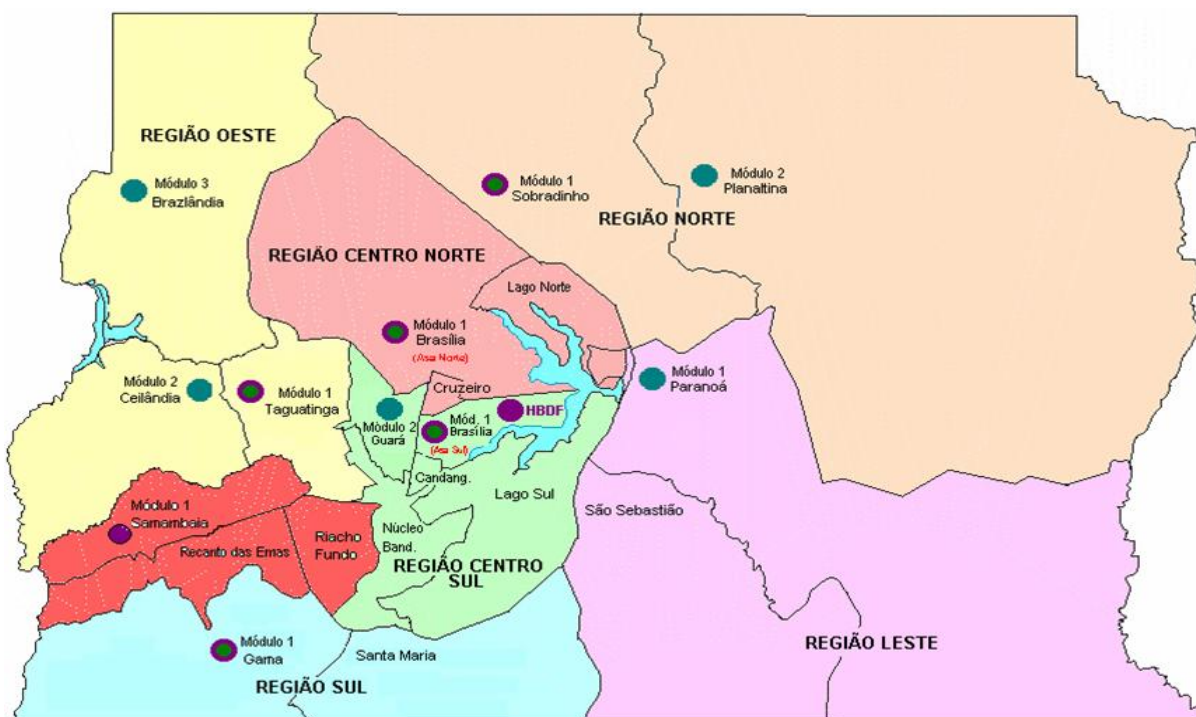 REGIÃO OESTE
Módulo 3
Brazlândia
Módulo 1
Sobradinho
Módulo 2
Planaltina
REGIÃO NORTE
REGIÃO CENTRO NORTE
Lago Norte
Módulo 1
Brasília
(Asa Norte)
Módulo 1
Paranoá
Módulo 2
Ceilândia
Módulo 1
Taguatinga
Cruzeiro
Módulo 2
Guará
Mód. 1
Brasília
(Asa Sul)
HBDF
Candang.
Lago Sul
São Sebastião
Módulo 1
Samambaia
Recanto das Emas
Riacho
Fundo
Núcleo
Band.
REGIÃO CENTRO
SUL
Módulo 1
Gama
Santa Maria
REGIÃO SUL
REGIÃO LESTE